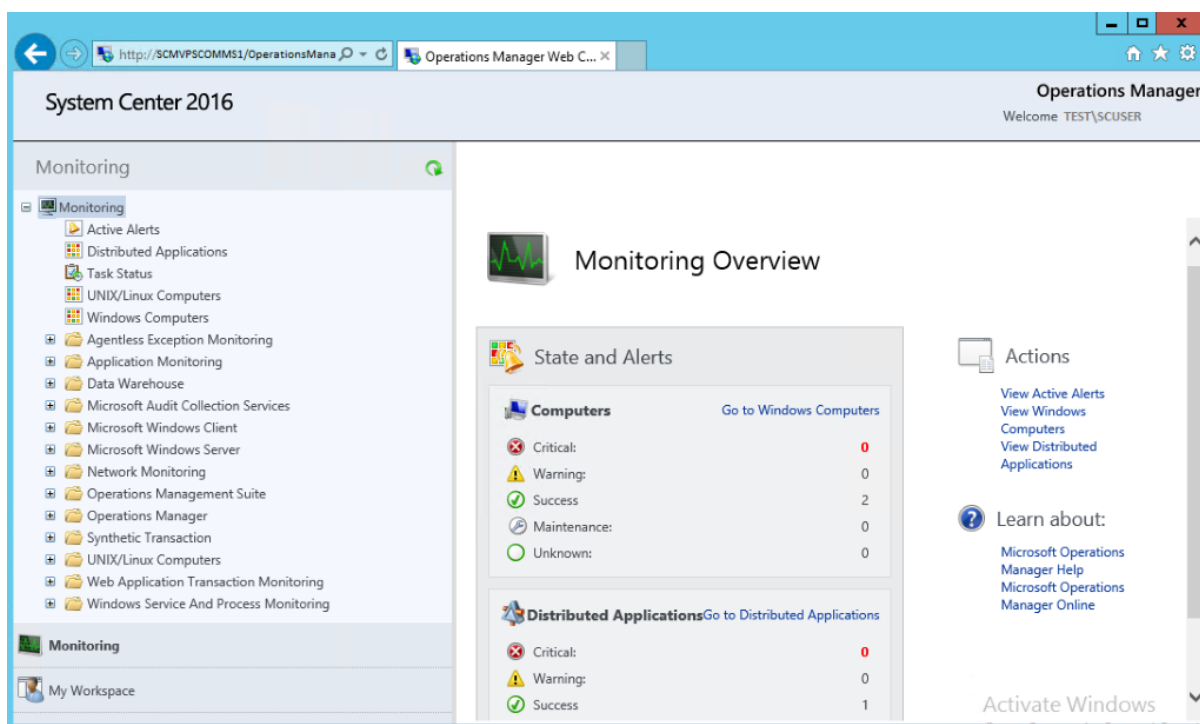 http://SCMVPSCOMMS1/OperationsMana
Operations Manager Web C...
System Center 2016
Operations Manager
Welcome TEST\SCUSER
Monitoring
Monitoring
Active Alerts
Distributed Applications
Task Status
UNIX/Linux Computers
Windows Computers
Agentless Exception Monitoring
Application Monitoring
Data Warehouse
Microsoft Audit Collection Services
Microsoft Windows Client
Microsoft Windows Server
Network Monitoring
Operations Management Suite
Operations Manager
Synthetic Transaction
UNIX/Linux Computers
Web Application Transaction Monitoring
Windows Service And Process Monitoring
Monitoring
My Workspace
Monitoring Overview
State and Alerts
Computers Go to Windows Computers
Critical: 0
Warning: 0
Success 2
Maintenance: 0
Unknown: 0
Distributed Applications Go to Distributed Applications
Critical: 0
Warning: 0
Success 1
Actions
View Active Alerts
View Windows
Computers
View Distributed
Applications
Learn about:
Microsoft Operations
Manager Help
Microsoft Operations
Manager Online
Activate Windows